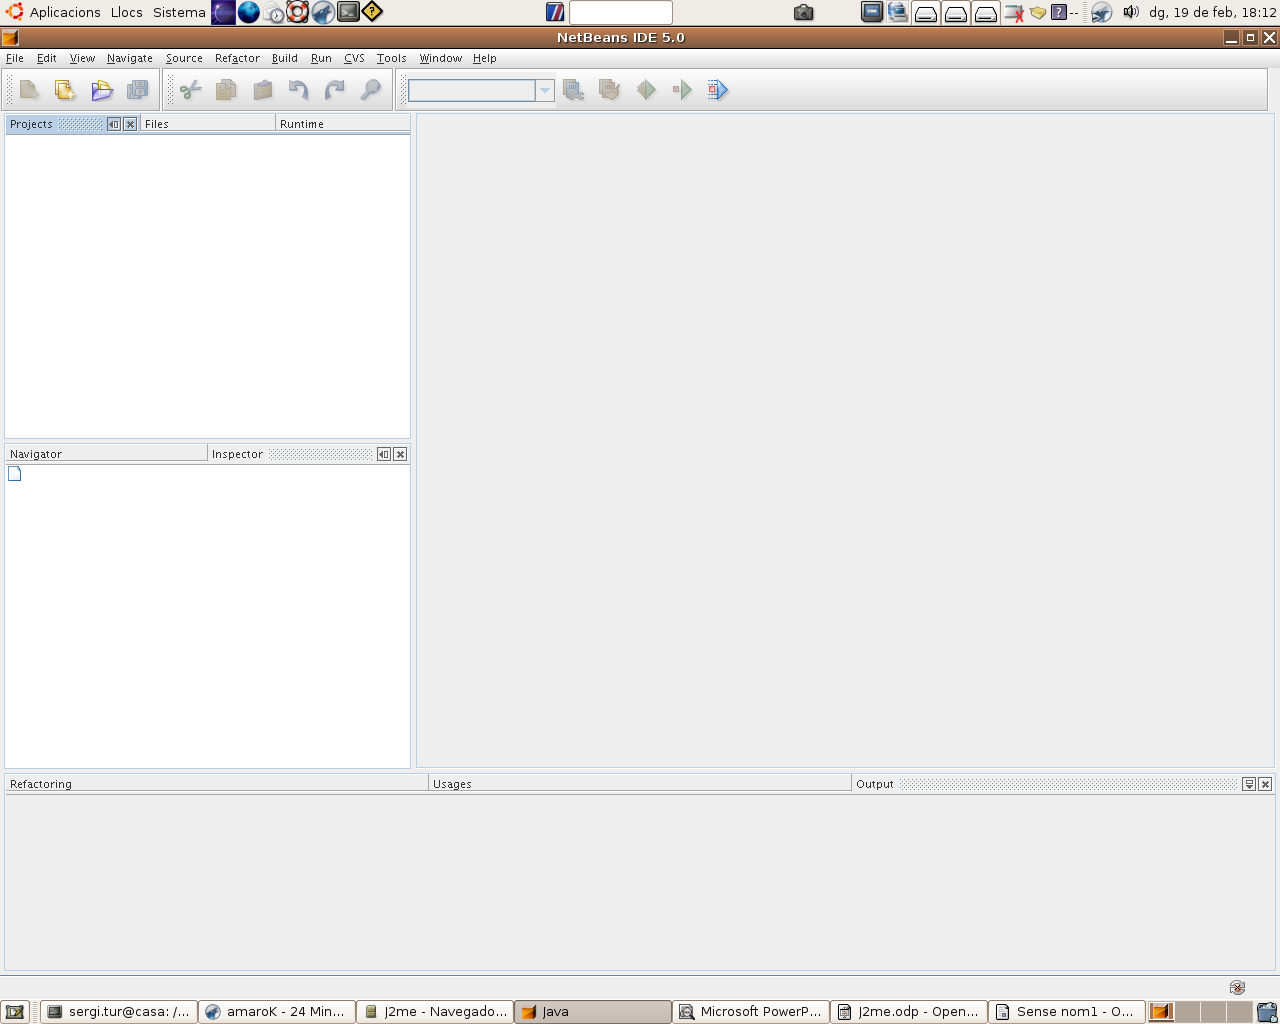 Aplicacions Llocs Sistema
-- dg, 19 de feb, 18:12
NetBeans IDE 5.0
File Edit View Navigate Source Refactor Build Run CVS Tools Window Help
Projects Files Runtime
Navigator Inspector
Refactoring Usages Output
sergi.tur@casa: /... amaroK - 24 Min... J2me - Navegado... Java Microsoft PowerP... J2me.odp - Open... Sense nom1 - O...